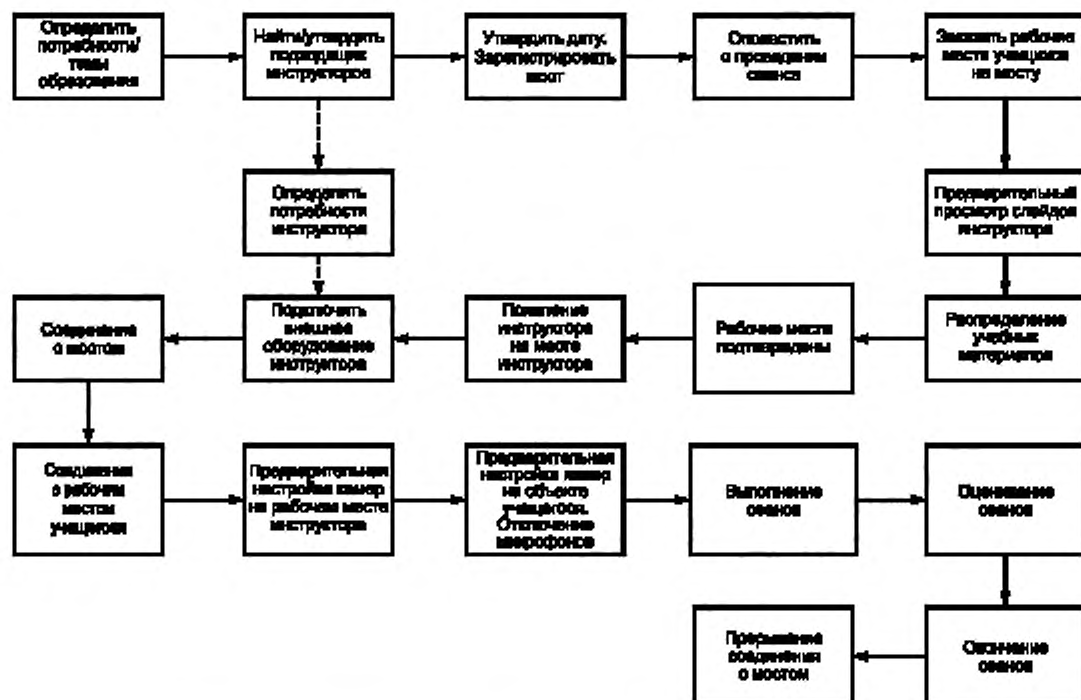 Определить
потребности/
темы
образования
Найти/утвердить
подходящих
инструкторов
Утвердить дату.
Зарегистрировать
мост
Оповестить
о проведении
сеанса
Заказать рабочие
места учащихся
на мосту
Определить
потребности
инструктора
Предварительный
просмотр слайдов
инструктора
Соединение
с мостом
Подключить
внешнее
оборудование
инструктора
Появление
инструктора
на месте
инструктора
Рабочие места
подтверждены
Распределение
учебных
материалов
Соединение
с рабочим
местом
учащихся
Предварительная
настройка камер
на рабочем месте
инструктора
Предварительная
настройка камер
на объекте
учащегося.
Отключение
микрофонов
Выполнение
сеанса
Оценивание
сеанса
Прерывание
соединения
с мостом
Окончание
сеанса